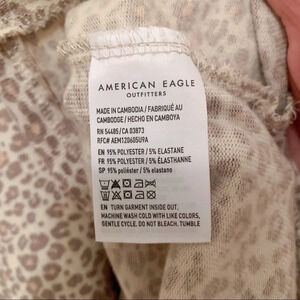 AMERICAN EAGLE
OUTFITTERS
MADE IN CAMBODIA / FABRIQUÉ AU
CAMBODGE / HECHO EN CAMBOYA
RN 54485/CA 03873
RFC# AEM120605U9A
EN 95% POLYESTER / 5% ELASTANE
FR 95% POLYESTER / 5% ÉLASTHANNE
SP 95% poliéster / 5% elastano
EN TURN GARMENT INSIDE OUT.
MACHINE WASH COLD WITH LIKE COLORS,
GENTLE CYCLE. DO NOT BLEACH. TUMBLE